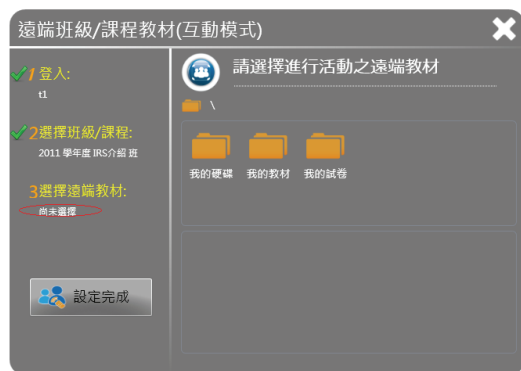 遠端班級/課程教材(互動模式)
1登入:
t1
2選擇班級/課程:
2011 學年度 IRS介紹 班
3選擇遠端教材:
尚未選擇
設定完成
請選擇進行活動之遠端教材
\
我的硬碟 我的教材 我的試卷